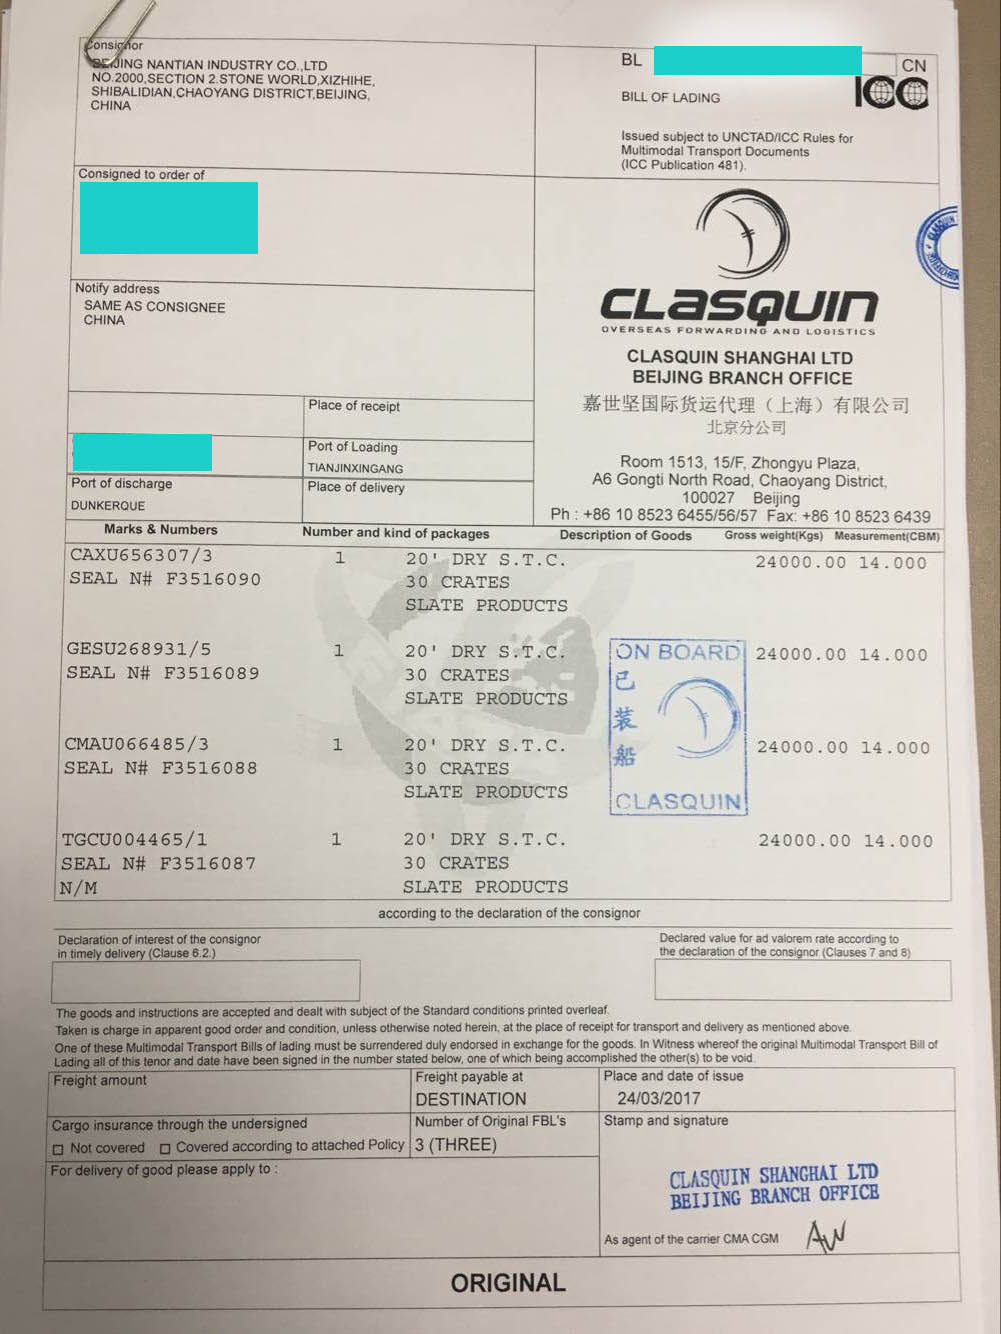 Consignor
BEIJING NANTIAN INDUSTRY CO.,LTD
NO.2000,SECTION 2.STONE WORLD,XIZHIHE,
SHIBALIDIAN,CHAOYANG DISTRICT,BEIJING,
CHINA
BL
CN
BILL OF LADING
ICC
Issued subject to UNCTAD/ICC Rules for
Multimodal Transport Documents
(ICC Publication 481).
Consigned to order of
Notify address
SAME AS CONSIGNEE
CHINA
CLASQUIN
OVERSEAS FORWARDING AND LOGISTICS
CLASQUIN SHANGHAI LTD
BEIJING BRANCH OFFICE
嘉世坚国际货运代理（上海）有限公司
北京分公司
Room 1513, 15/F, Zhongyu Plaza,
A6 Gongti North Road, Chaoyang District,
100027 Beijing
Ph : +86 10 8523 6455/56/57 Fax: +86 10 8523 6439
Place of receipt
Port of Loading
TIANJINXINGANG
Port of discharge
DUNKERQUE
Place of delivery
Marks & Numbers Number and kind of packages Description of Goods Gross weight(Kgs) Measurement(CBM)
CAXU656307/3 1 20' DRY S.T.C. 24000.00 14.000
SEAL N# F3516090 30 CRATES
SLATE PRODUCTS
GESU268931/5 1 20' DRY S.T.C. 24000.00 14.000
SEAL N# F3516089 30 CRATES
SLATE PRODUCTS
CMAU066485/3 1 20' DRY S.T.C. 24000.00 14.000
SEAL N# F3516088 30 CRATES
SLATE PRODUCTS
TGCU004465/1 1 20' DRY S.T.C. 24000.00 14.000
SEAL N# F3516087 30 CRATES
N/M SLATE PRODUCTS
ON BOARD
已
装
船
CLASQUIN
according to the declaration of the consignor
Declaration of interest of the consignor
in timely delivery (Clause 6.2.)
Declared value for ad valorem rate according to
the declaration of the consignor (Clauses 7 and 8)
The goods and instructions are accepted and dealt with subject of the Standard conditions printed overleaf.
Taken is charge in apparent good order and condition, unless otherwise noted herein, at the place of receipt for transport and delivery as mentioned above.
One of these Multimodal Transport Bills of lading must be surrendered duly endorsed in exchange for the goods. In Witness whereof the original Multimodal Transport Bill of
Lading all of this tenor and date have been signed in the number stated below, one of which being accomplished the other(s) to be void.
Freight amount
Freight payable at
DESTINATION
Place and date of issue
24/03/2017
Cargo insurance through the undersigned
Not covered Covered according to attached Policy
Number of Original FBL's
3 (THREE)
Stamp and signature
For delivery of good please apply to :
CLASQUIN SHANGHAI LTD
BEIJING BRANCH OFFICE
As agent of the carrier CMA CGM
ORIGINAL